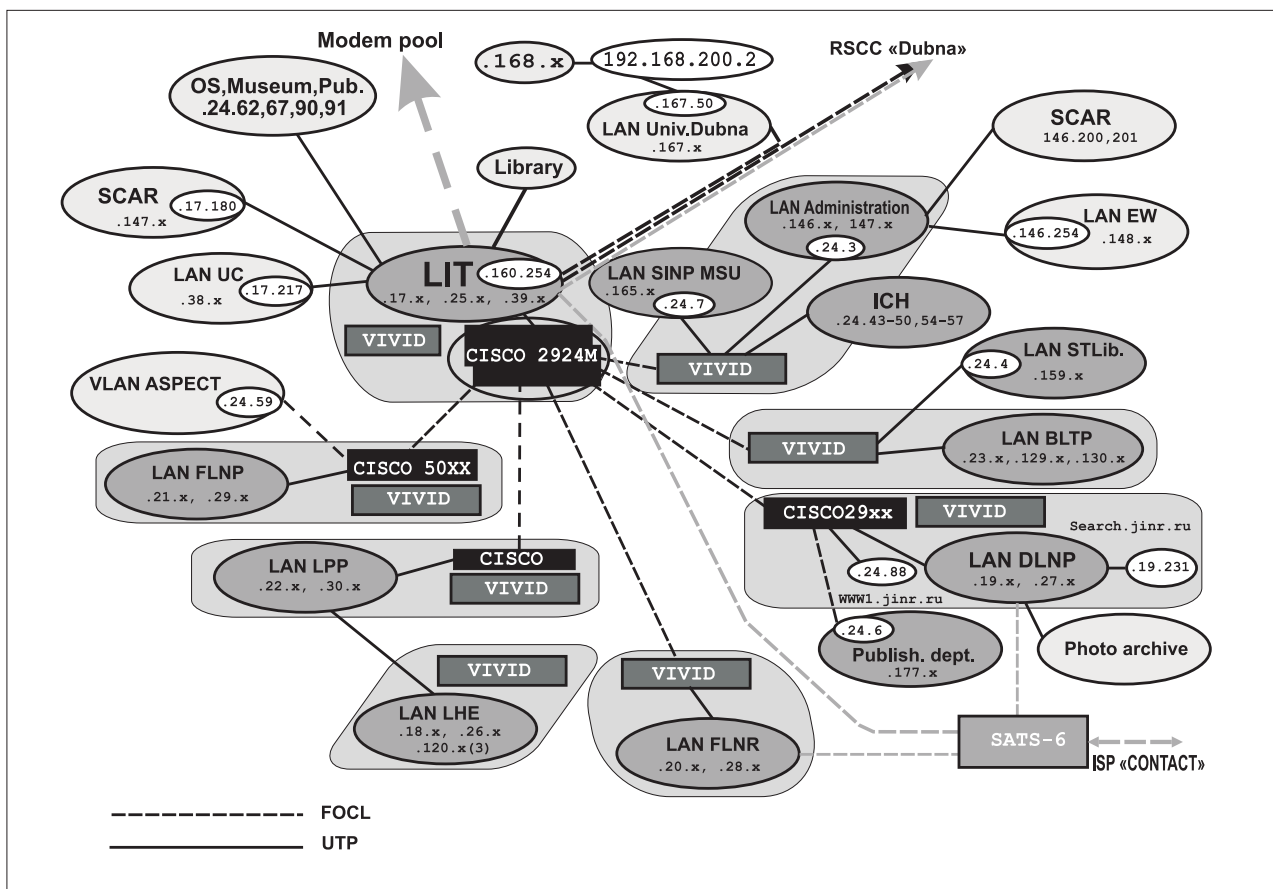 Modem pool
RSCC «Dubna»
.168.x
192.168.200.2
OS,Museum,Pub.
.24.62,67,90,91
.167.50
LAN Univ.Dubna
.167.x
SCAR
146.200,201
Library
SCAR
.17.180
.147.x
LAN Administration
.146.x, 147.x
.24.3
LAN EW
.146.254
.148.x
LIT
.160.254
.17.x, .25.x, .39.x
LAN UC
.17.217
.38.x
LAN SINP MSU
.165.x
.24.7
ICH
.24.43-50,54-57
VIVID
CISCO 2924M
VIVID
LAN STLib.
.24.4
.159.x
VLAN ASPECT
.24.59
VIVID
LAN BLTP
.23.x,.129.x,.130.x
LAN FLNP
.21.x, .29.x
CISCO 50XX
VIVID
CISCO29xx
VIVID
Search.jinr.ru
LAN DLNP
.19.x, .27.x
.19.231
.24.88
WWW1.jinr.ru
LAN LPP
.22.x, .30.x
CISCO
VIVID
.24.6
Publish. dept.
.177.x
Photo archive
VIVID
LAN LHE
.18.x, .26.x
.120.x(3)
VIVID
LAN FLNR
.20.x, .28.x
SATS-6
ISP «CONTACT»
FOCL
UTP